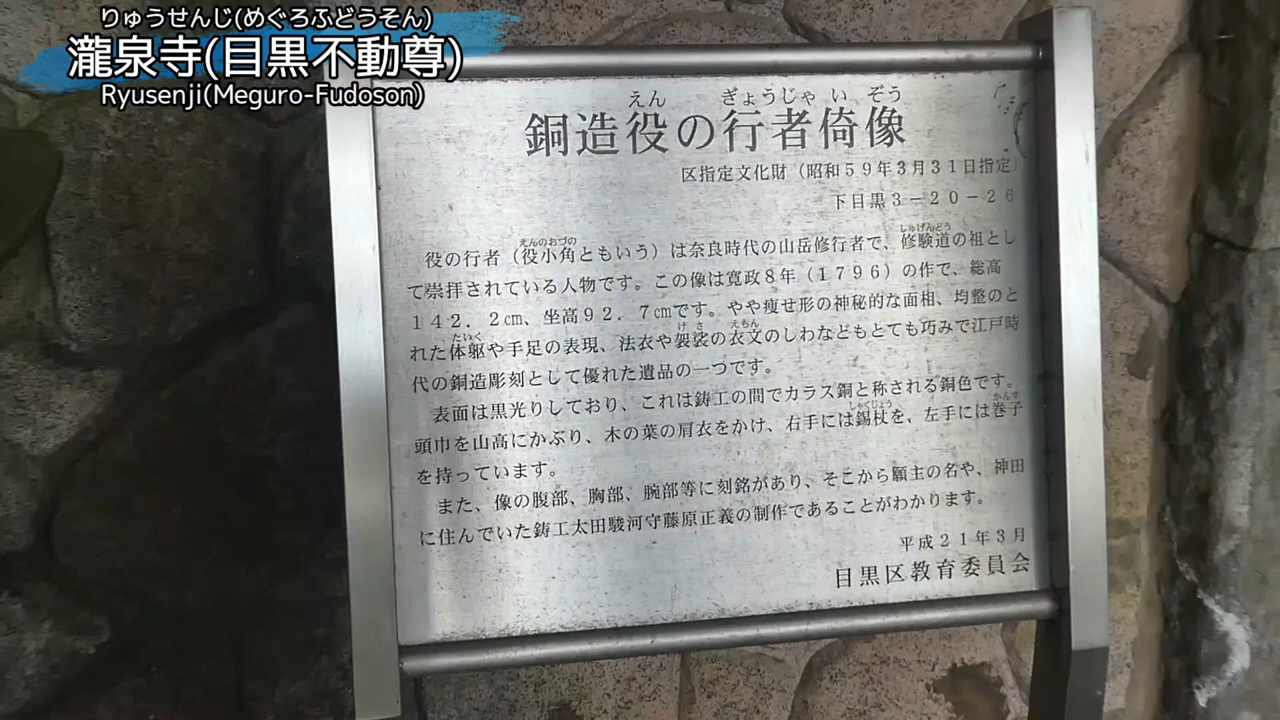 りゅうせんじ(めぐろふどうそん)
瀧泉寺(目黒不動尊)
Ryusenji(Meguro-Fudoson)
えん ぎょうじゃ い ぞう
銅造役の行者倚像
区指定文化財（昭和５９年３月３１日指定）
下目黒３－２０－２６
えんのおづの しゅげんどう
役の行者（役小角ともいう）は奈良時代の山岳修行者で、修験道の祖とし
て崇拝されている人物です。この像は寛政８年（１７９６）の作で、総高
１４２．２㎝、坐高９２．７㎝です。やや痩せ形の神秘的な面相、均整のと
たいく けさ えもん
れた体躯や手足の表現、法衣や袈裟の衣文のしわなどもとても巧みで江戸時
代の銅造彫刻として優れた遺品の一つです。
表面は黒光りしており、これは鋳工の間でカラス銅と称される銅色です。
しゃくじょう かんす
頭巾を山高にかぶり、木の葉の肩衣をかけ、右手には錫杖を、左手には巻子
を持っています。
また、像の腹部、胸部、腕部等に刻銘があり、そこから願主の名や、神田
に住んでいた鋳工太田駿河守藤原正義の制作であることがわかります。
平成２１年３月
目黒区教育委員会